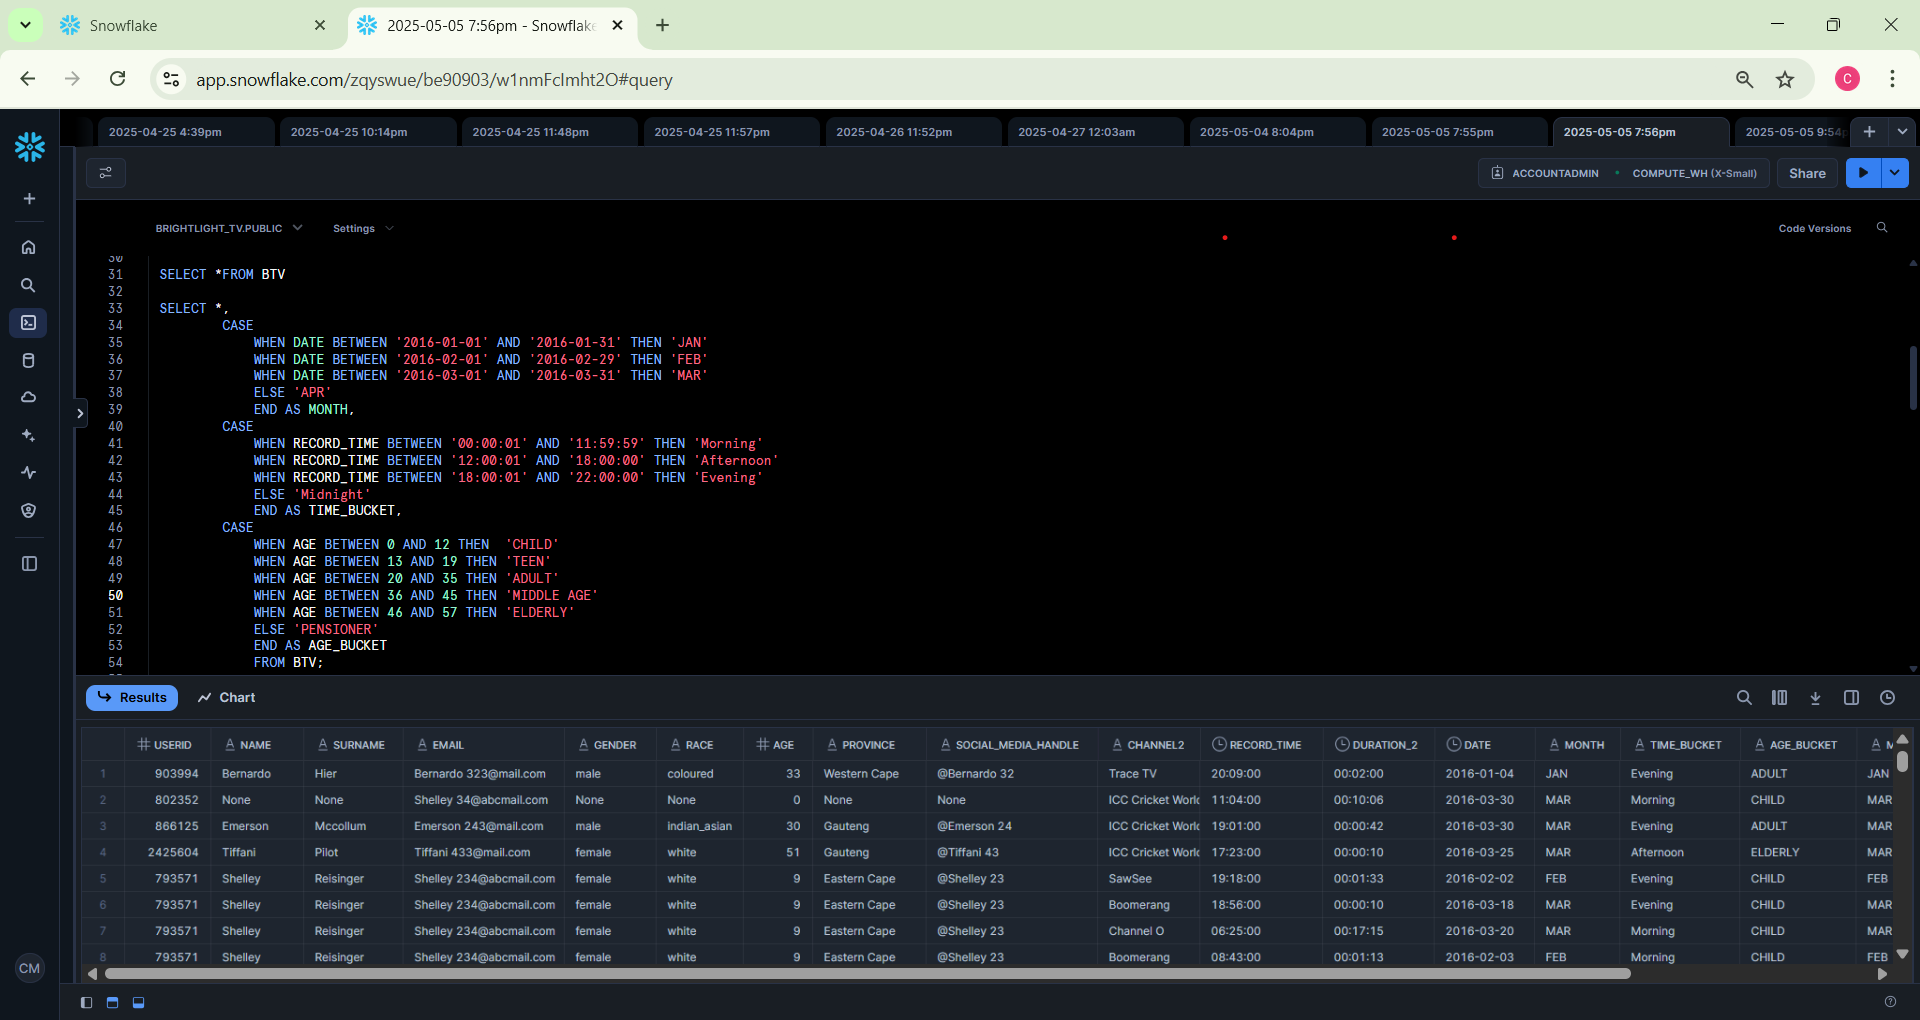 Snowflake
2025-05-05 7:56pm - Snowflake
app.snowflake.com/zqyswue/be90903/w1nmFcImht2O#query
C
2025-04-25 4:39pm
2025-04-25 10:14pm
2025-04-25 11:48pm
2025-04-25 11:57pm
2025-04-26 11:52pm
2025-04-27 12:03am
2025-05-04 8:04pm
2025-05-05 7:55pm
2025-05-05 7:56pm
2025-05-05 9:54p
ACCOUNTADMIN • COMPUTE_WH (X-Small)
Share
BRIGHTLIGHT_TV.PUBLIC
Settings
Code Versions
30
31 SELECT *FROM BTV
32
33 SELECT *,
34 CASE
35 WHEN DATE BETWEEN '2016-01-01' AND '2016-01-31' THEN 'JAN'
36 WHEN DATE BETWEEN '2016-02-01' AND '2016-02-29' THEN 'FEB'
37 WHEN DATE BETWEEN '2016-03-01' AND '2016-03-31' THEN 'MAR'
38 ELSE 'APR'
39 END AS MONTH,
40 CASE
41 WHEN RECORD_TIME BETWEEN '00:00:01' AND '11:59:59' THEN 'Morning'
42 WHEN RECORD_TIME BETWEEN '12:00:01' AND '18:00:00' THEN 'Afternoon'
43 WHEN RECORD_TIME BETWEEN '18:00:01' AND '22:00:00' THEN 'Evening'
44 ELSE 'Midnight'
45 END AS TIME_BUCKET,
46 CASE
47 WHEN AGE BETWEEN 0 AND 12 THEN 'CHILD'
48 WHEN AGE BETWEEN 13 AND 19 THEN 'TEEN'
49 WHEN AGE BETWEEN 20 AND 35 THEN 'ADULT'
50 WHEN AGE BETWEEN 36 AND 45 THEN 'MIDDLE AGE'
51 WHEN AGE BETWEEN 46 AND 57 THEN 'ELDERLY'
52 ELSE 'PENSIONER'
53 END AS AGE_BUCKET
54 FROM BTV;
Results
Chart
USERID NAME SURNAME EMAIL GENDER RACE AGE PROVINCE SOCIAL_MEDIA_HANDLE CHANNEL2 RECORD_TIME DURATION_2 DATE MONTH TIME_BUCKET AGE_BUCKET M
1 903994 Bernardo Hier Bernardo 323@mail.com male coloured 33 Western Cape @Bernardo 32 Trace TV 20:09:00 00:02:00 2016-01-04 JAN Evening ADULT JAN
2 802352 None None Shelley 34@abcmail.com None None 0 None None ICC Cricket Worlc 11:04:00 00:10:06 2016-03-30 MAR Morning CHILD MAR
3 866125 Emerson Mccollum Emerson 243@mail.com male indian_asian 30 Gauteng @Emerson 24 ICC Cricket Worlc 19:01:00 00:00:42 2016-03-30 MAR Evening ADULT MAR
4 2425604 Tiffani Pilot Tiffani 433@mail.com female white 51 Gauteng @Tiffani 43 ICC Cricket Worlc 17:23:00 00:00:10 2016-03-25 MAR Afternoon ELDERLY MAR
5 793571 Shelley Reisinger Shelley 234@abcmail.com female white 9 Eastern Cape @Shelley 23 SawSee 19:18:00 00:01:33 2016-02-02 FEB Evening CHILD FEB
6 793571 Shelley Reisinger Shelley 234@abcmail.com female white 9 Eastern Cape @Shelley 23 Boomerang 18:56:00 00:00:10 2016-03-18 MAR Evening CHILD MAR
7 793571 Shelley Reisinger Shelley 234@abcmail.com female white 9 Eastern Cape @Shelley 23 Channel O 06:25:00 00:17:15 2016-03-20 MAR Morning CHILD MAR
8 793571 Shelley Reisinger Shelley 234@abcmail.com female white 9 Eastern Cape @Shelley 23 Boomerang 08:43:00 00:01:13 2016-02-03 FEB Morning CHILD FEB
CM